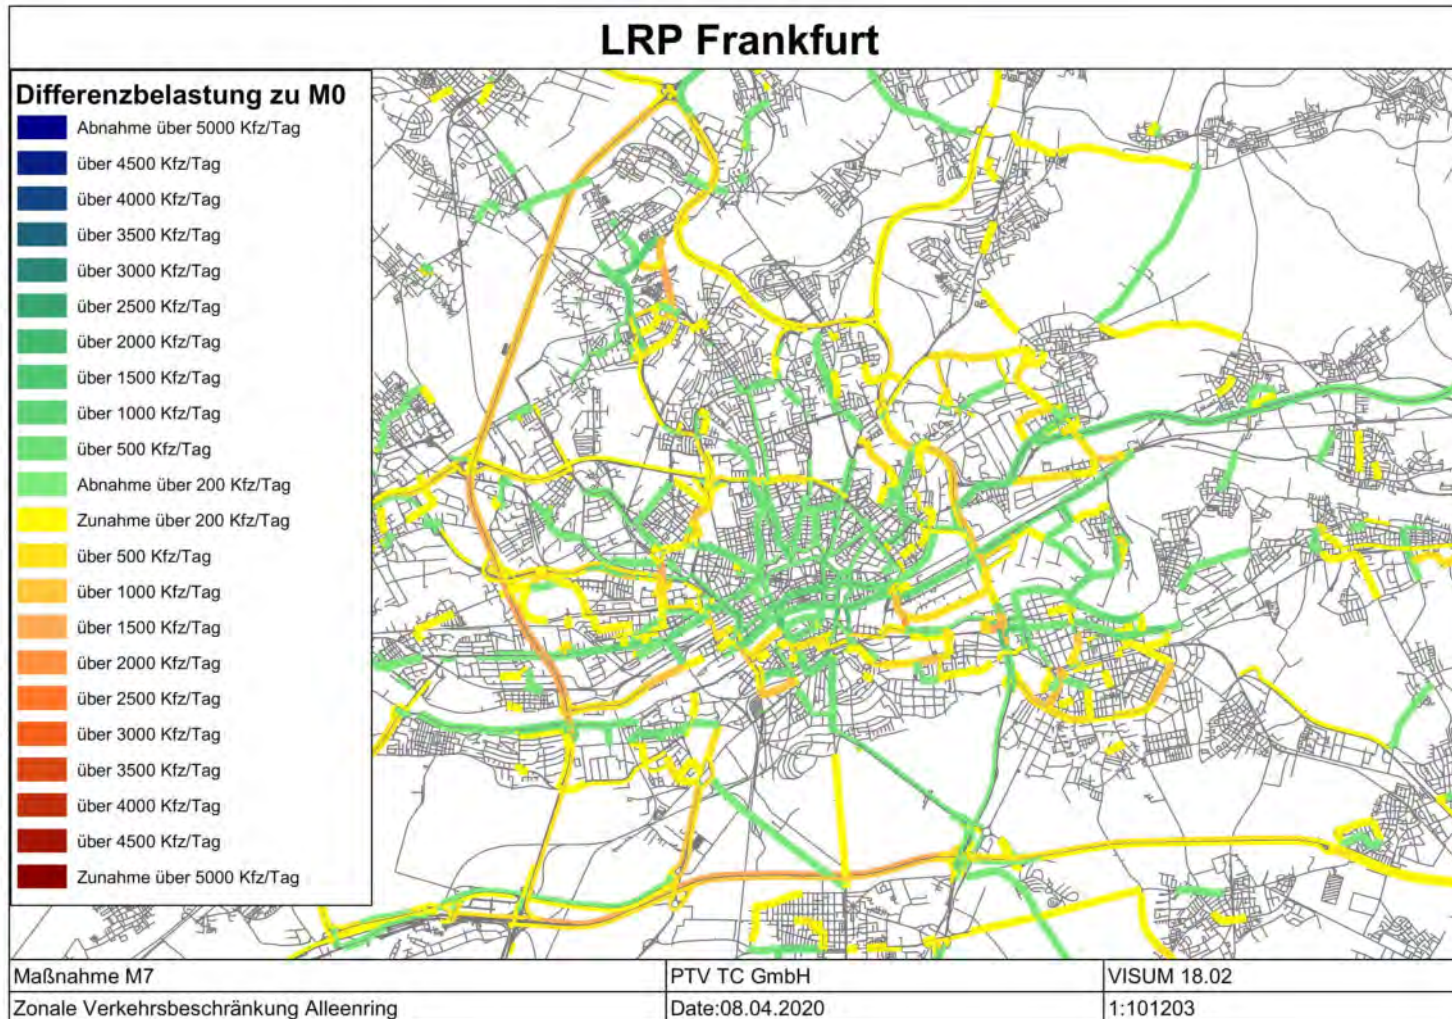 LRP Frankfurt
Differenzbelastung zu M0
Abnahme über 5000 Kfz/Tag
über 4500 Kfz/Tag
über 4000 Kfz/Tag
über 3500 Kfz/Tag
über 3000 Kfz/Tag
über 2500 Kfz/Tag
über 2000 Kfz/Tag
über 1500 Kfz/Tag
über 1000 Kfz/Tag
über 500 Kfz/Tag
Abnahme über 200 Kfz/Tag
Zunahme über 200 Kfz/Tag
über 500 Kfz/Tag
über 1000 Kfz/Tag
über 1500 Kfz/Tag
über 2000 Kfz/Tag
über 2500 Kfz/Tag
über 3000 Kfz/Tag
über 3500 Kfz/Tag
über 4000 Kfz/Tag
über 4500 Kfz/Tag
Zunahme über 5000 Kfz/Tag
Maßnahme M7
PTV TC GmbH
VISUM 18.02
Zonale Verkehrsbeschränkung Alleenring
Date:08.04.2020
1:101203